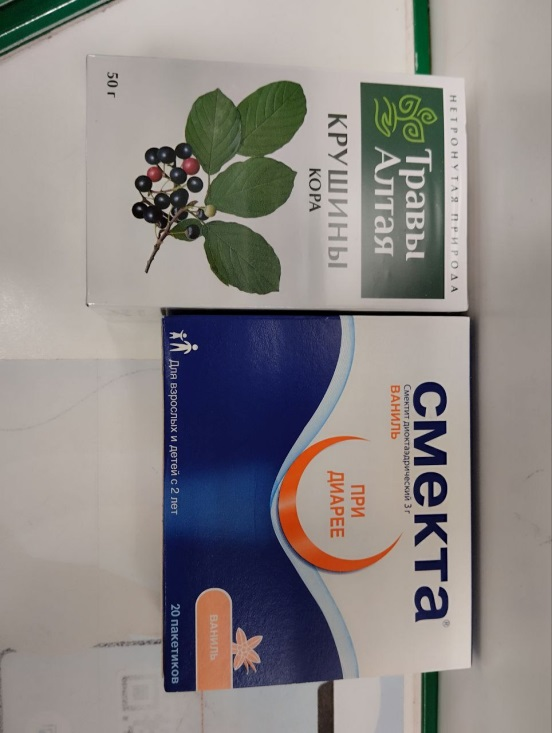 НЕТРОНУТАЯ ПРИРОДА
Травы
Алтая
КРУШИНЫ
КОРА
50 г
смекта®
Смектит диоктаэдрический 3 г
ВАНИЛЬ
ПРИ
ДИАРЕЕ
ВАНИЛЬ
Для взрослых и детей с 2 лет
20 пакетиков